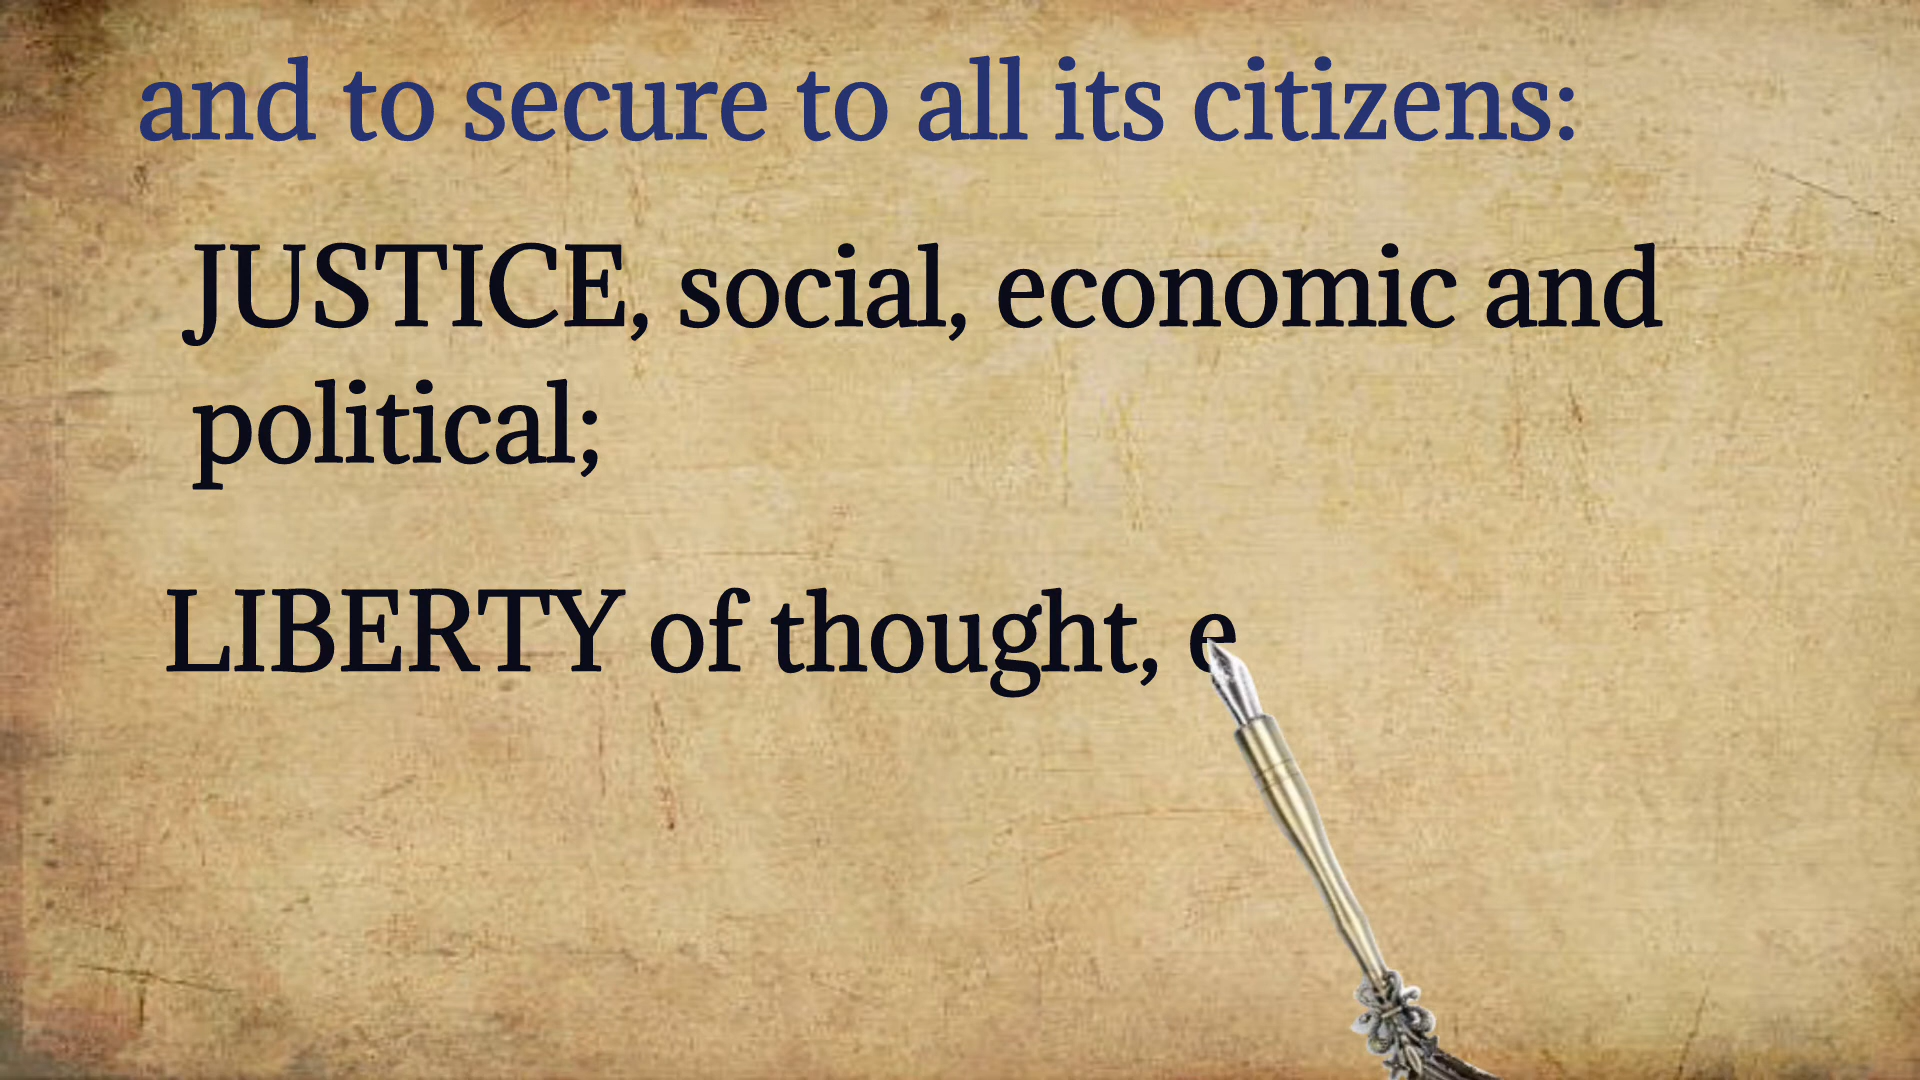 and to secure to all its citizens:
JUSTICE, social, economic and
political;
LIBERTY of thought, e